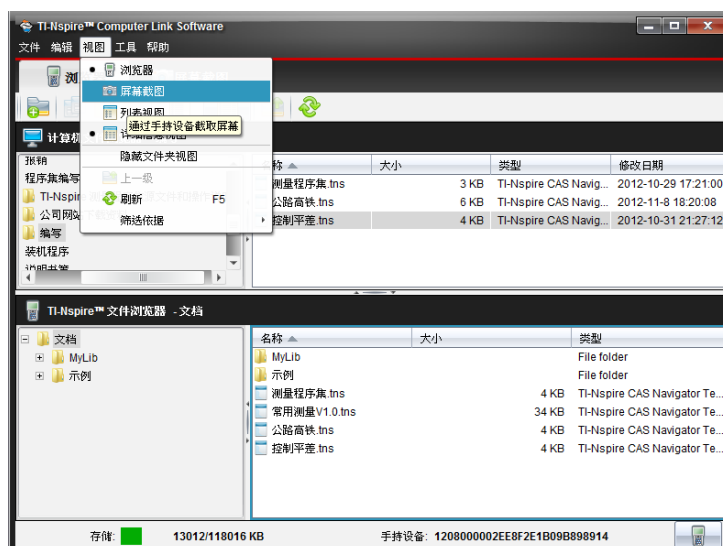 TI-Nspire™ Computer Link Software
文件 编辑 视图 工具 帮助
浏
浏览器
屏幕截图
列表视图
通过手持设备截取屏幕
隐藏文件夹视图
上一级
刷新 F5
筛选依据
计算机
程序集编写
TI-Nspir
公司网站
编写
装机程序
称 大小 类型 修改日期
测量程序集.tns 3 KB TI-Nspire CAS Navig... 2012-10-29 17:21:00
公路高铁.tns 6 KB TI-Nspire CAS Navig... 2012-11-8 18:20:08
控制平差.tns 4 KB TI-Nspire CAS Navig... 2012-10-31 21:27:12
TI-Nspire™ 文件浏览器 - 文档
文档
MyLib
示例
名称 大小 类型
MyLib File folder
示例 File folder
测量程序集.tns 4 KB TI-Nspire CAS Navigator Te...
常用测量V1.0.tns 34 KB TI-Nspire CAS Navigator Te...
公路高铁.tns 4 KB TI-Nspire CAS Navigator Te...
控制平差.tns 4 KB TI-Nspire CAS Navigator Te...
存储: 13012/118016 KB 手持设备: 1208000002EE8F2E1B09B898914